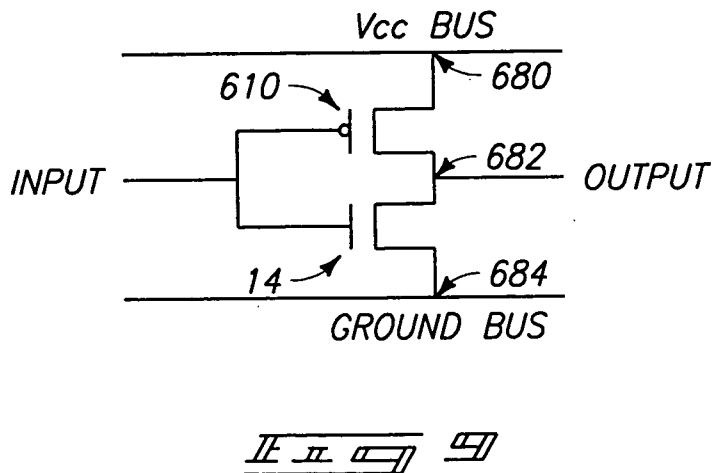 Vcc BUS
610
680
INPUT
682
OUTPUT
14
684
GROUND BUS
Fig 9